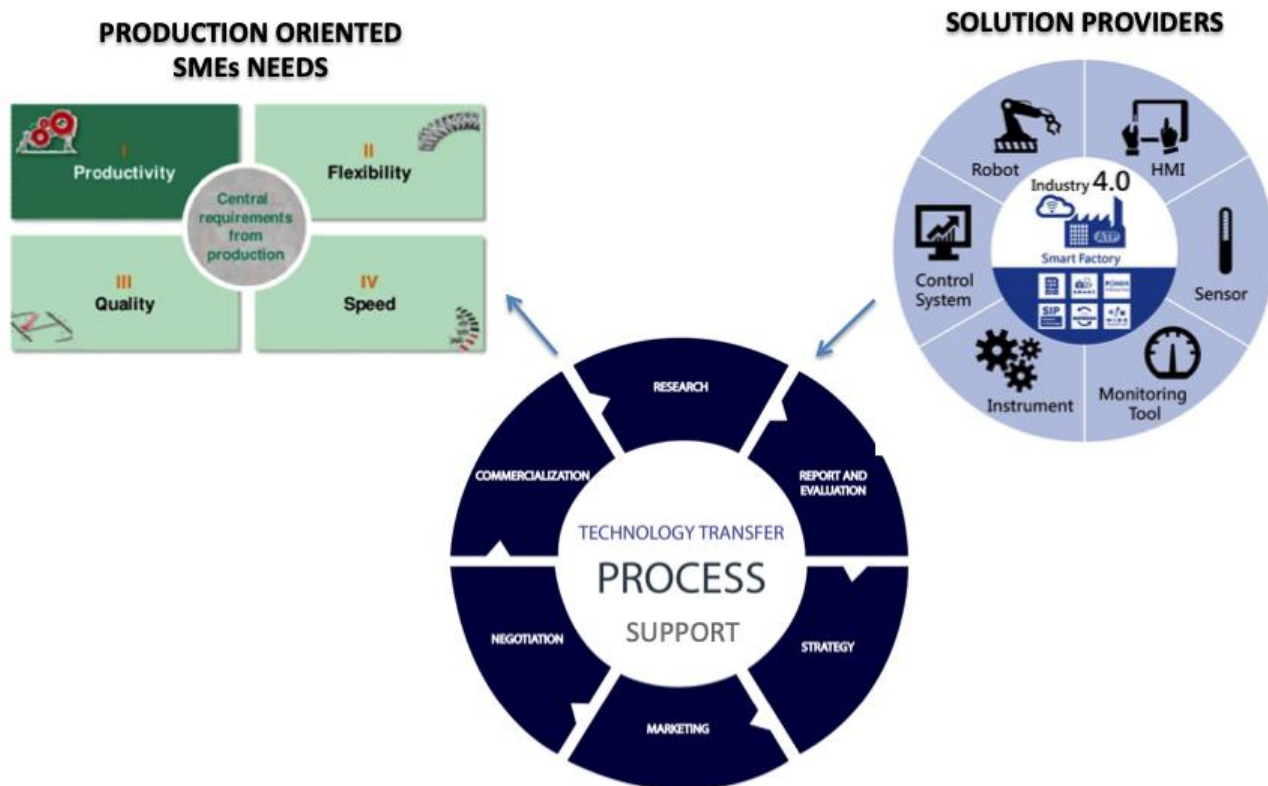 PRODUCTION ORIENTED
SMEs NEEDS
I
Productivity
II
Flexibility
Central
requirements
from
production
III
Quality
IV
Speed
SOLUTION PROVIDERS
Robot
HMI
Industry 4.0
ATP
Smart Factory
SIP
Control
System
Sensor
Instrument
Monitoring
Tool
RESEARCH
COMMERCIALIZATION
REPORT AND
EVALUATION
TECHNOLOGY TRANSFER
PROCESS
SUPPORT
NEGOTIATION
STRATEGY
MARKETING